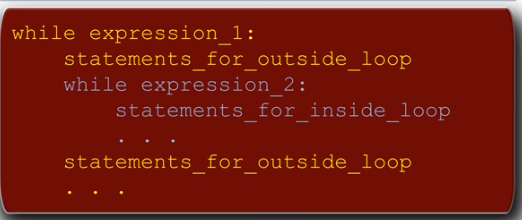 while expression_1:
    statements_for_outside_loop
    while expression_2:
        statements_for_inside_loop
        . . .
    statements_for_outside_loop
    . . .